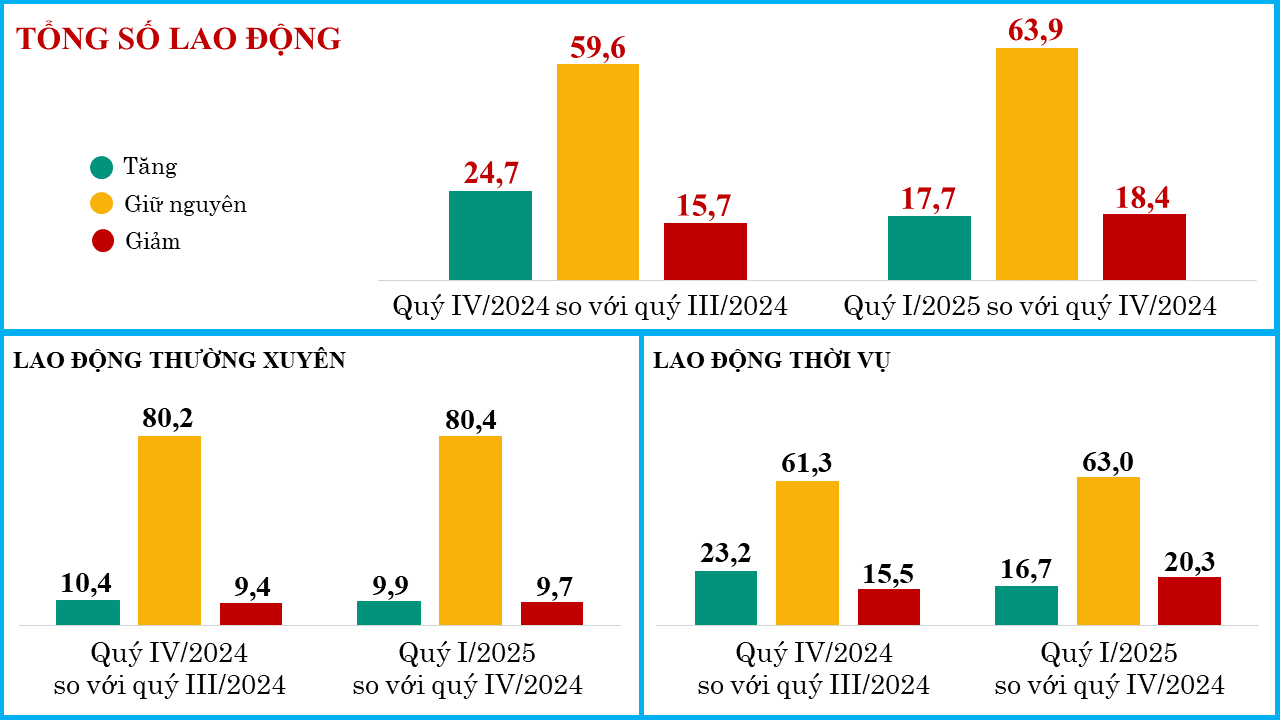 TỔNG SỐ LAO ĐỘNG
Tăng
Giữ nguyên
Giảm
24,7
59,6
15,7
17,7
63,9
18,4
Quý IV/2024 so với quý III/2024
Quý I/2025 so với quý IV/2024
LAO ĐỘNG THƯỜNG XUYÊN
10,4
80,2
9,4
9,9
80,4
9,7
Quý IV/2024
so với quý III/2024
Quý I/2025
so với quý IV/2024
LAO ĐỘNG THỜI VỤ
23,2
61,3
15,5
16,7
63,0
20,3
Quý IV/2024
so với quý III/2024
Quý I/2025
so với quý IV/2024